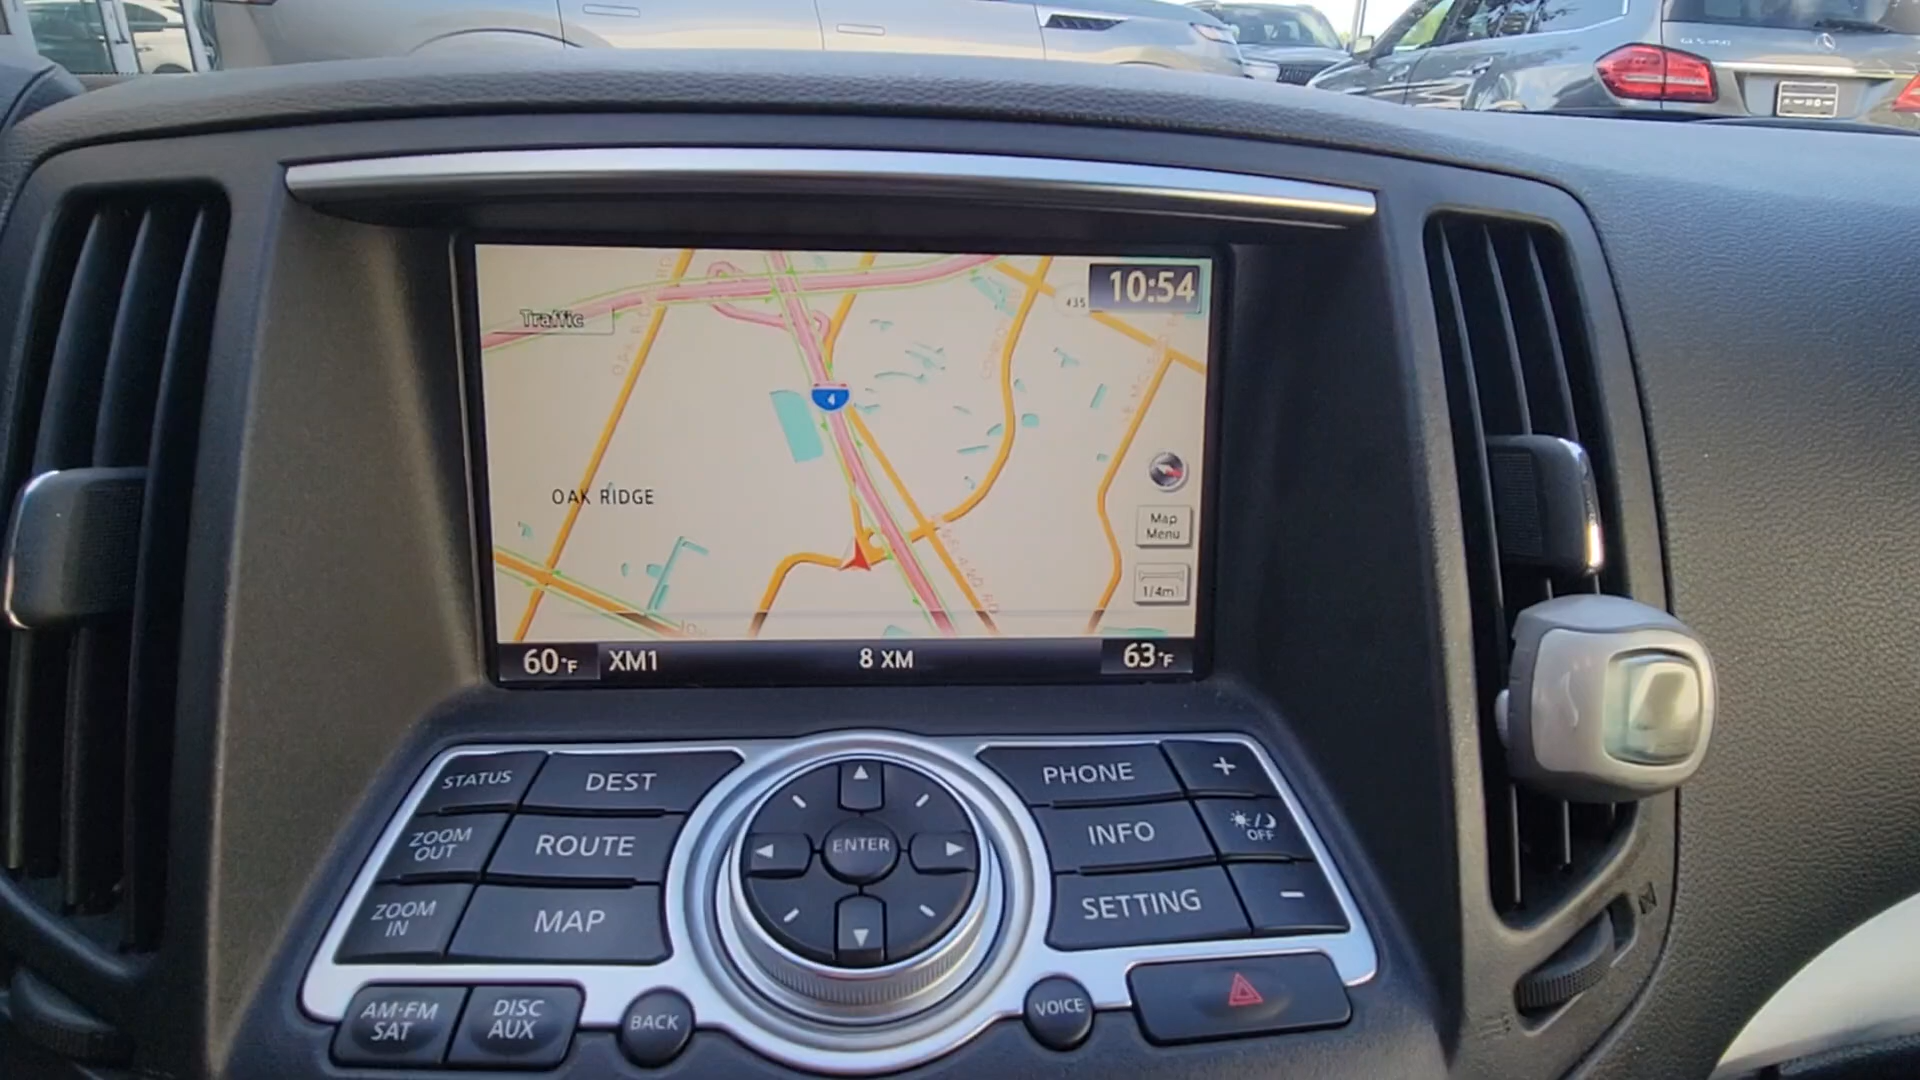 10:54
435
Traffic
4
OAK RIDGE
Map
Menu
1/4m
60°F XM1 8 XM 63°F
STATUS DEST PHONE +
ZOOM
OUT
ROUTE ENTER INFO
OFF
ZOOM
IN
MAP SETTING −
AM·FM
SAT
DISC
AUX
BACK VOICE